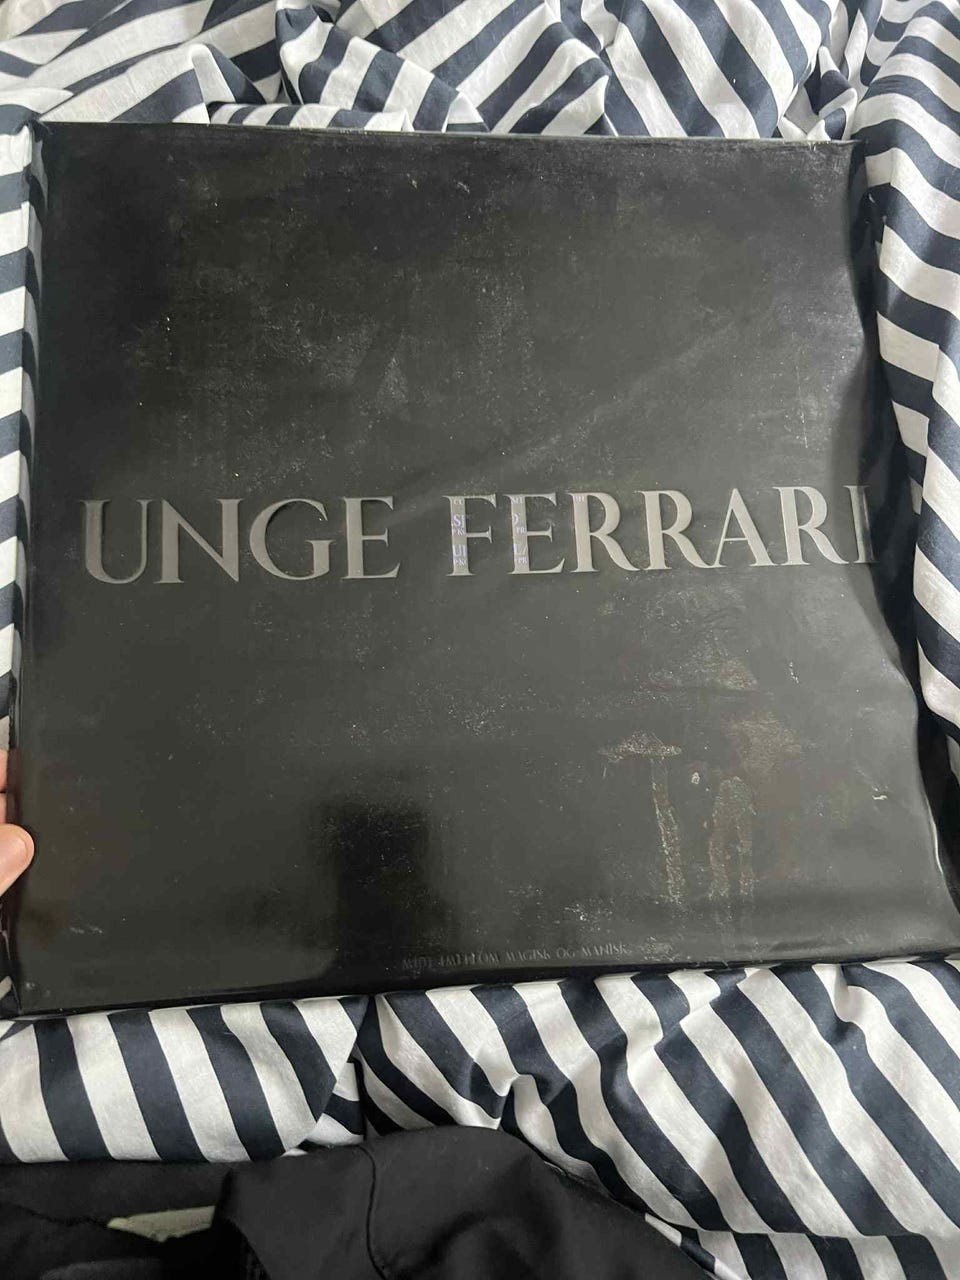 UNGE FERRARI
MIDT IMELLOM MAGISK OG MANISK